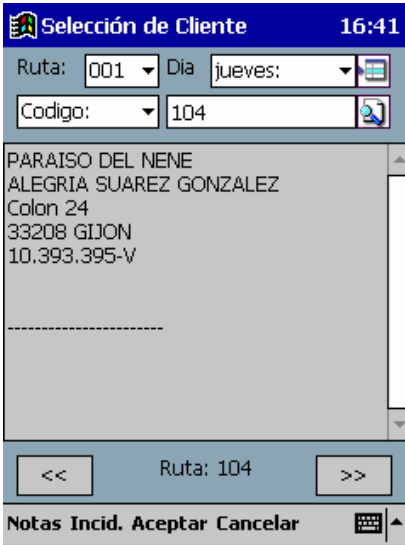 Selección de Cliente 16:41
Ruta: 001 Dia jueves:
Codigo: 104
PARAISO DEL NENE
ALEGRIA SUAREZ GONZALEZ
Colon 24
33208 GIJON
10.393.395-V
-----------------------
<< Ruta: 104 >>
Notas Incid. Aceptar Cancelar